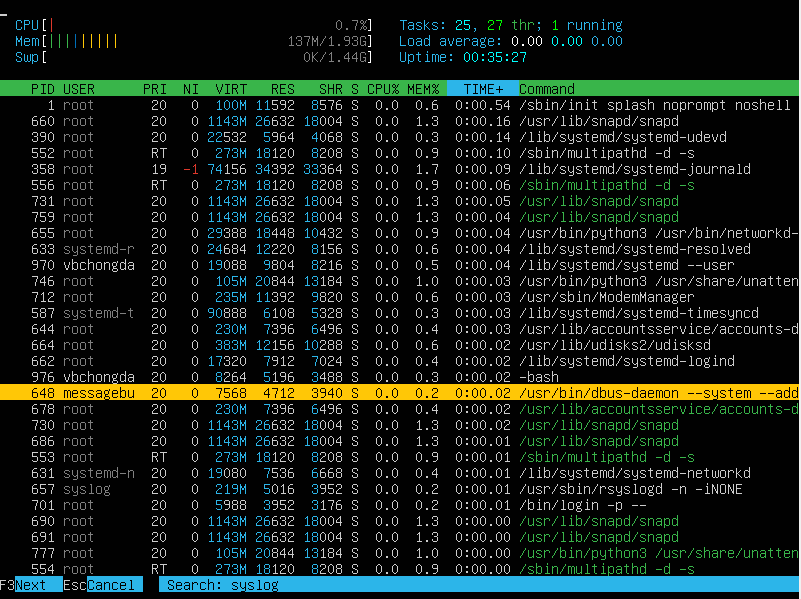 CPU[| 0.7%] Tasks: 25, 27 thr; 1 running
Mem[||||||||| 137M/1.93G] Load average: 0.00 0.00 0.00
Swp[ 0K/1.44G] Uptime: 00:35:27
PID USER PRI NI VIRT RES SHR S CPU% MEM% TIME+ Command
1 root 20 0 100M 11592 8576 S 0.0 0.6 0:00.54 /sbin/init splash noprompt noshell
660 root 20 0 1143M 26632 18004 S 0.0 1.3 0:00.16 /usr/lib/snapd/snapd
390 root 20 0 22532 5964 4068 S 0.0 0.3 0:00.14 /lib/systemd/systemd-udevd
552 root RT 0 273M 18120 8208 S 0.0 0.9 0:00.10 /sbin/multipathd -d -s
358 root 19 -1 74156 34392 33364 S 0.0 1.7 0:00.09 /lib/systemd/systemd-journald
556 root RT 0 273M 18120 8208 S 0.0 0.9 0:00.06 /sbin/multipathd -d -s
731 root 20 0 1143M 26632 18004 S 0.0 1.3 0:00.05 /usr/lib/snapd/snapd
759 root 20 0 1143M 26632 18004 S 0.0 1.3 0:00.04 /usr/lib/snapd/snapd
655 root 20 0 29388 18448 10432 S 0.0 0.9 0:00.04 /usr/bin/python3 /usr/bin/networkd-
633 systemd-r 20 0 24684 12220 8156 S 0.0 0.6 0:00.04 /lib/systemd/systemd-resolved
970 vbchongda 20 0 19088 9804 8216 S 0.0 0.5 0:00.04 /lib/systemd/systemd --user
746 root 20 0 105M 20844 13184 S 0.0 1.0 0:00.03 /usr/bin/python3 /usr/share/unatten
712 root 20 0 235M 11392 9820 S 0.0 0.6 0:00.03 /usr/sbin/ModemManager
587 systemd-t 20 0 90888 6108 5328 S 0.0 0.3 0:00.03 /lib/systemd/systemd-timesyncd
644 root 20 0 230M 7396 6496 S 0.0 0.4 0:00.03 /usr/lib/accountsservice/accounts-d
664 root 20 0 383M 12156 10288 S 0.0 0.6 0:00.02 /usr/lib/udisks2/udisksd
662 root 20 0 17320 7912 7024 S 0.0 0.4 0:00.02 /lib/systemd/systemd-logind
976 vbchongda 20 0 8264 5196 3488 S 0.0 0.3 0:00.02 -bash
648 messagebu 20 0 7568 4712 3940 S 0.0 0.2 0:00.02 /usr/bin/dbus-daemon --system --add
678 root 20 0 230M 7396 6496 S 0.0 0.4 0:00.02 /usr/lib/accountsservice/accounts-d
730 root 20 0 1143M 26632 18004 S 0.0 1.3 0:00.01 /usr/lib/snapd/snapd
686 root 20 0 1143M 26632 18004 S 0.0 1.3 0:00.01 /usr/lib/snapd/snapd
553 root RT 0 273M 18120 8208 S 0.0 0.9 0:00.01 /sbin/multipathd -d -s
631 systemd-n 20 0 19080 7536 6668 S 0.0 0.4 0:00.01 /lib/systemd/systemd-networkd
657 syslog 20 0 219M 5016 3952 S 0.0 0.2 0:00.01 /usr/sbin/rsyslogd -n -iNONE
701 root 20 0 5988 3952 3176 S 0.0 0.2 0:00.01 /bin/login -p --
690 root 20 0 1143M 26632 18004 S 0.0 1.3 0:00.00 /usr/lib/snapd/snapd
691 root 20 0 1143M 26632 18004 S 0.0 1.3 0:00.00 /usr/lib/snapd/snapd
777 root 20 0 105M 20844 13184 S 0.0 1.0 0:00.00 /usr/bin/python3 /usr/share/unatten
554 root RT 0 273M 18120 8208 S 0.0 0.9 0:00.00 /sbin/multipathd -d -s
F3Next EscCancel Search: syslog